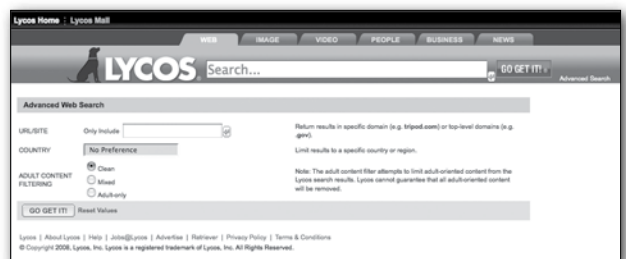 Lycos Home | Lycos Mail
WEB IMAGE VIDEO PEOPLE BUSINESS NEWS
LYCOS. Search... GO GET IT!
Advanced Search
Advanced Web Search
URL/SITE Only Include Return results in specific domain (e.g. tripod.com) or top-level domains (e.g.
.gov).
COUNTRY No Preference Limit results to a specific country or region.
ADULT CONTENT
FILTERING
Clean
Mixed
Adult-only
Note: The adult content filter attempts to limit adult-oriented content from the
Lycos search results. Lycos cannot guarantee that all adult-oriented content
will be removed.
GO GET IT! Reset Values
Lycos | About Lycos | Help | Jobs@Lycos | Advertise | Retriever | Privacy Policy | Terms & Conditions
© Copyright 2008, Lycos, Inc. Lycos is a registered trademark of Lycos, Inc. All Rights Reserved.